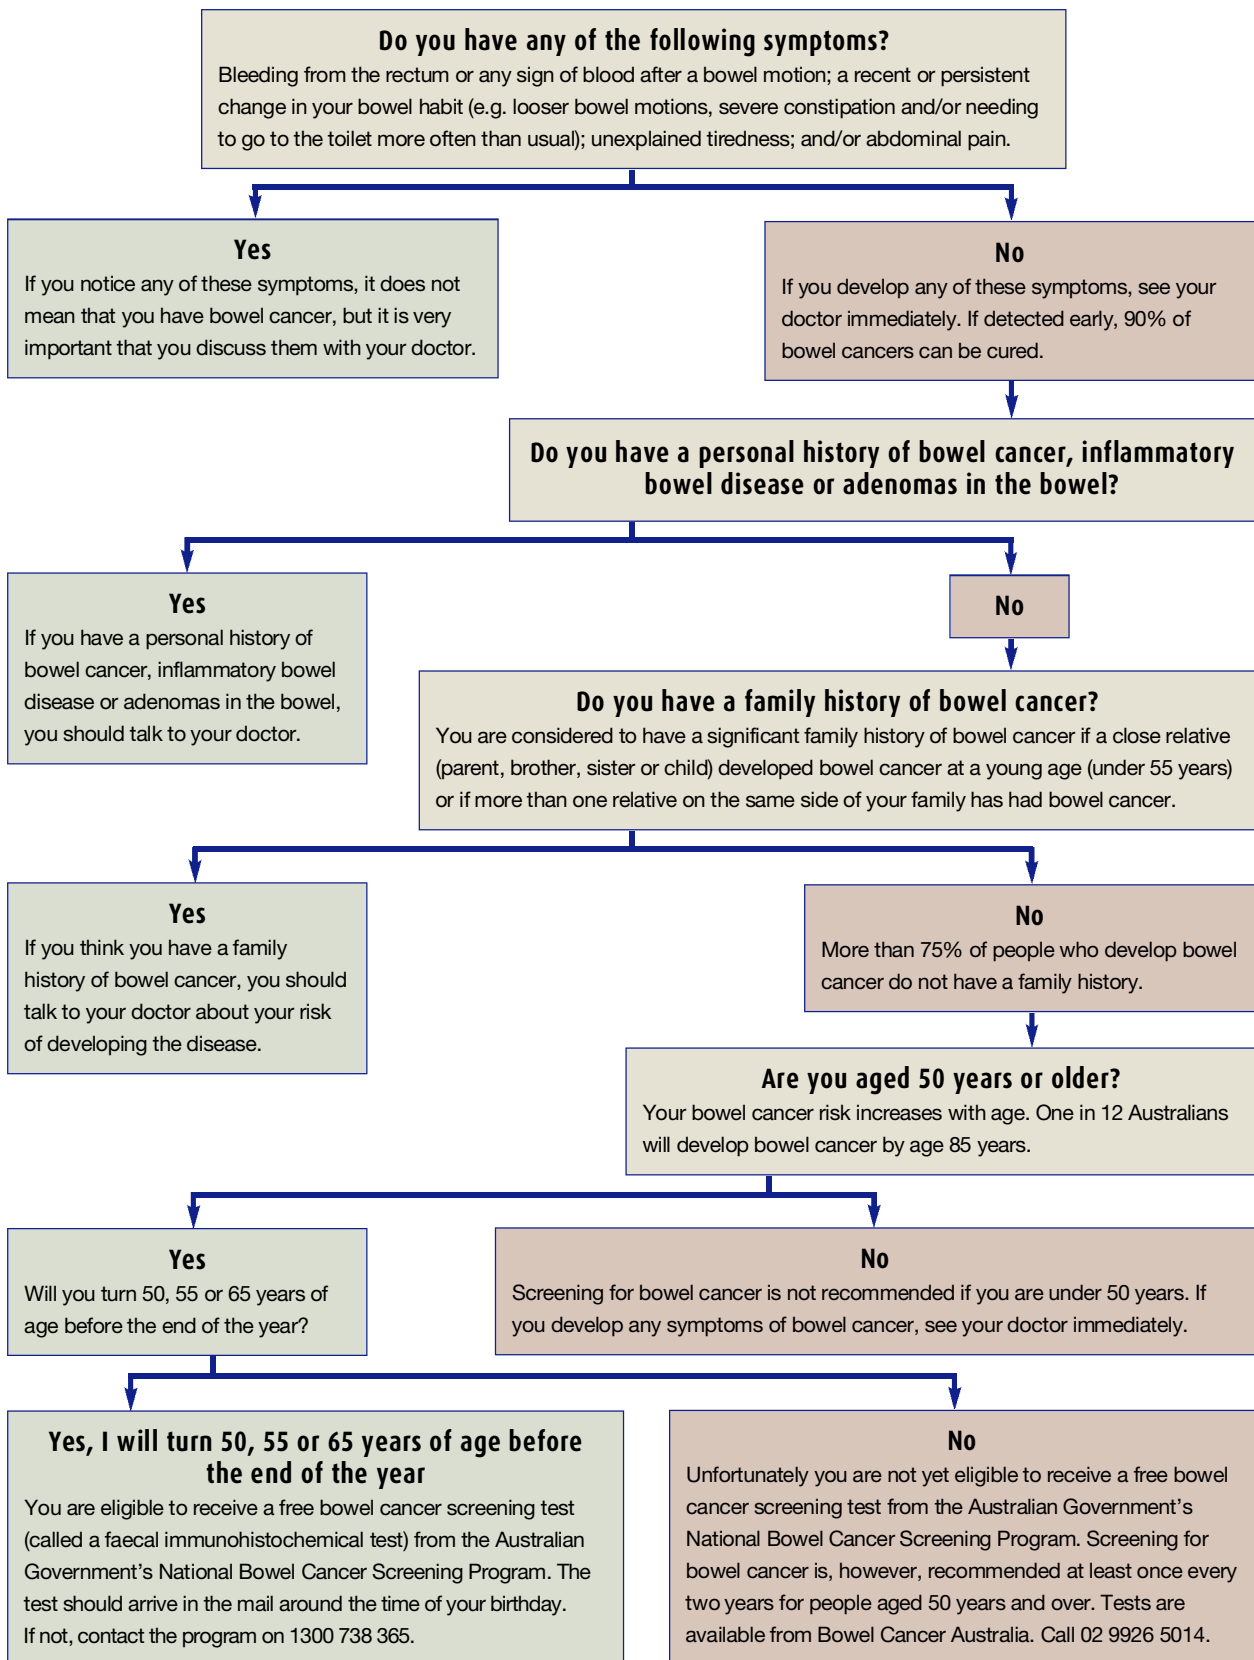 Do you have any of the following symptoms?
Bleeding from the rectum or any sign of blood after a bowel motion; a recent or persistent
change in your bowel habit (e.g. looser bowel motions, severe constipation and/or needing
to go to the toilet more often than usual); unexplained tiredness; and/or abdominal pain.
Yes
If you notice any of these symptoms, it does not
mean that you have bowel cancer, but it is very
important that you discuss them with your doctor.
No
If you develop any of these symptoms, see your
doctor immediately. If detected early, 90% of
bowel cancers can be cured.
Do you have a personal history of bowel cancer, inflammatory
bowel disease or adenomas in the bowel?
Yes
If you have a personal history of
bowel cancer, inflammatory bowel
disease or adenomas in the bowel,
you should talk to your doctor.
No
Do you have a family history of bowel cancer?
You are considered to have a significant family history of bowel cancer if a close relative
(parent, brother, sister or child) developed bowel cancer at a young age (under 55 years)
or if more than one relative on the same side of your family has had bowel cancer.
Yes
If you think you have a family
history of bowel cancer, you should
talk to your doctor about your risk
of developing the disease.
No
More than 75% of people who develop bowel
cancer do not have a family history.
Are you aged 50 years or older?
Your bowel cancer risk increases with age. One in 12 Australians
will develop bowel cancer by age 85 years.
Yes
Will you turn 50, 55 or 65 years of
age before the end of the year?
No
Screening for bowel cancer is not recommended if you are under 50 years. If
you develop any symptoms of bowel cancer, see your doctor immediately.
Yes, I will turn 50, 55 or 65 years of age before
the end of the year
You are eligible to receive a free bowel cancer screening test
(called a faecal immunohistochemical test) from the Australian
Government's National Bowel Cancer Screening Program. The
test should arrive in the mail around the time of your birthday.
If not, contact the program on 1300 738 365.
No
Unfortunately you are not yet eligible to receive a free bowel
cancer screening test from the Australian Government's
National Bowel Cancer Screening Program. Screening for
bowel cancer is, however, recommended at least once every
two years for people aged 50 years and over. Tests are
available from Bowel Cancer Australia. Call 02 9926 5014.